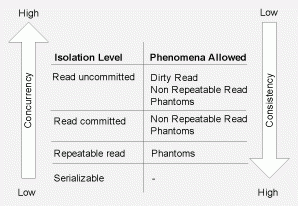 High
Low
Isolation Level Phenomena Allowed
Read uncommitted Dirty Read
Non Repeatable Read
Phantoms
Read committed Non Repeatable Read
Phantoms
Repeatable read Phantoms
Serializable -
Concurrency
Consistency
Low
High